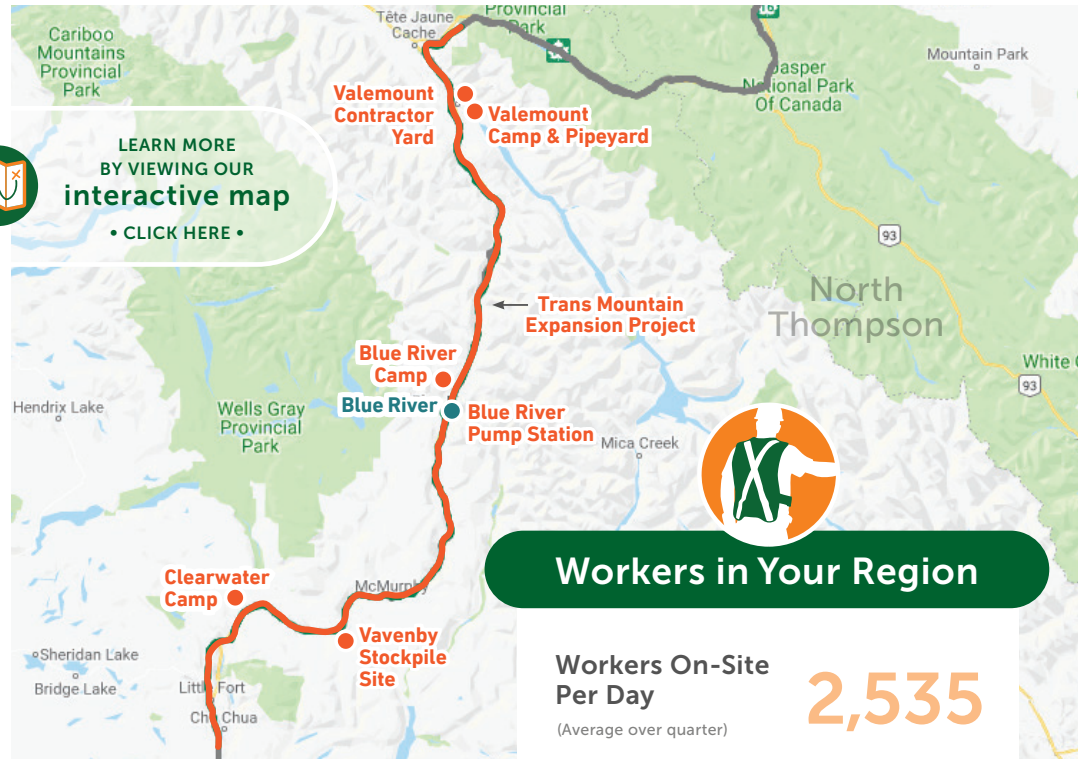 Cariboo
Mountains
Provincial
Park
Tête Jaune
Cache
Provincial
Park
16
Jasper
National Park
Of Canada
Mountain Park
Valemount
Contractor
Yard
Valemount
Camp & Pipeyard
LEARN MORE
BY VIEWING OUR
interactive map
• CLICK HERE •
93
North
Thompson
Trans Mountain
Expansion Project
Blue River
Camp
Blue River
Blue River
Pump Station
White
93
Hendrix Lake
Wells Gray
Provincial
Park
Mica Creek
Workers in Your Region
Clearwater
Camp
McMurphy
Vavenby
Stockpile
Site
Sheridan Lake
Bridge Lake
Little Fort
Chu Chua
Workers On-Site
Per Day
(Average over quarter)
2,535